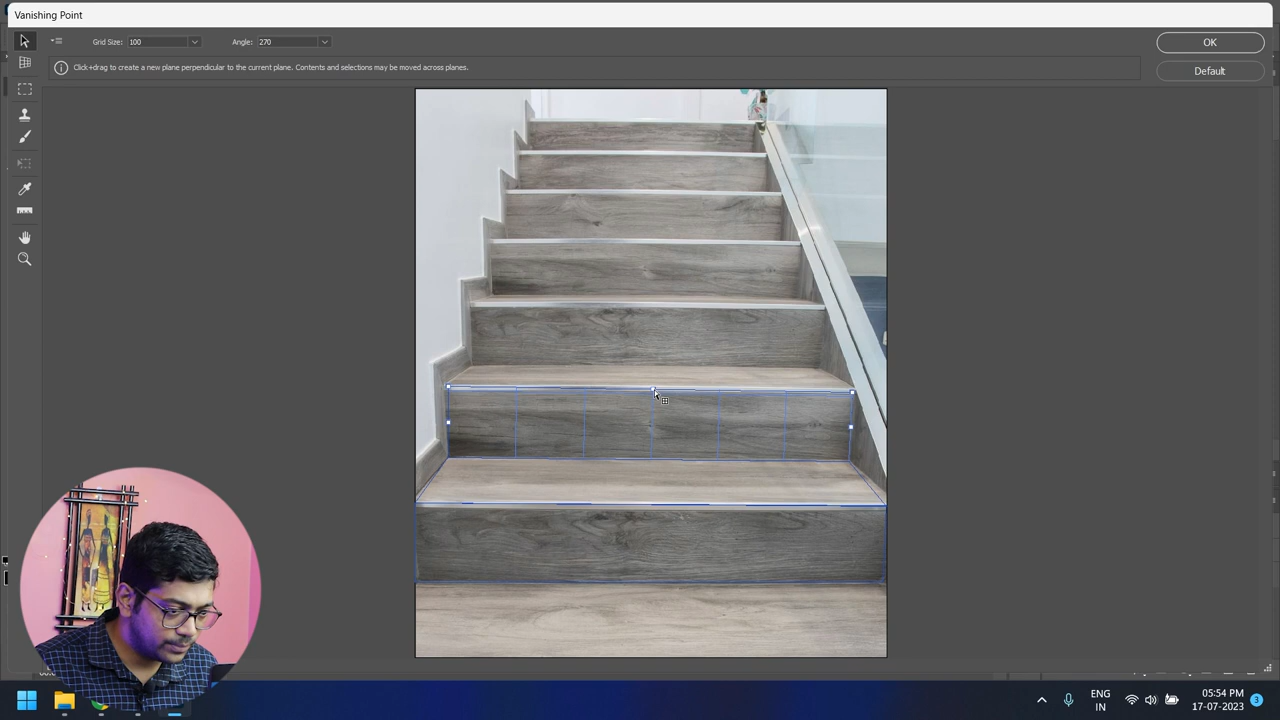 Vanishing Point
Grid Size: 100 Angle: 270
OK
Click+drag to create a new plane perpendicular to the current plane. Contents and selections may be moved across planes.
Default
ENG
IN
05:54 PM
17-07-2023
3